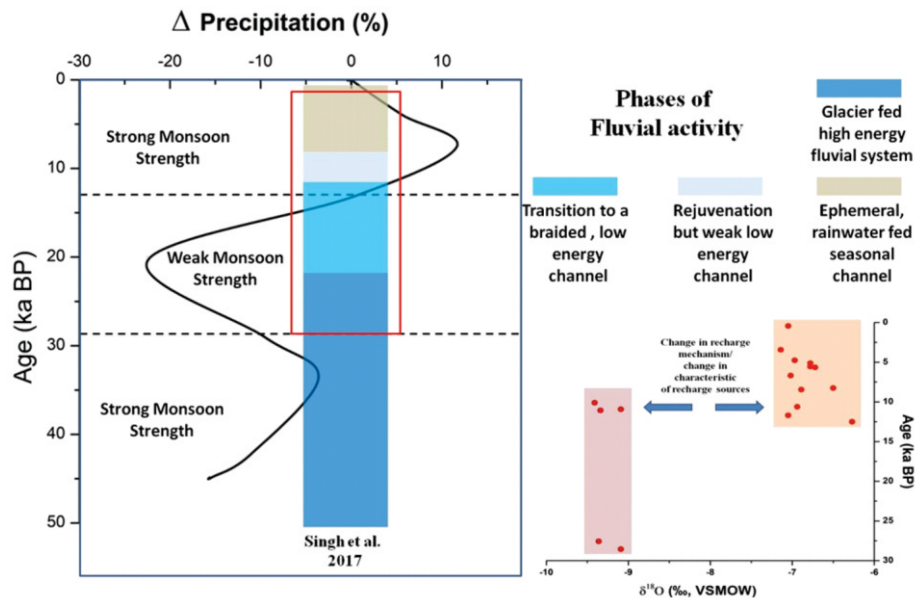 Δ Precipitation (%)
-30 -20 -10 0 10
0
10
20
30
40
50
Age (ka BP)
Strong Monsoon
Strength
Weak Monsoon
Strength
Strong Monsoon
Strength
Singh et al.
2017
Phases of
Fluvial activity
Glacier fed
high energy
fluvial system
Transition to a
braided , low
energy
channel
Rejuvenation
but weak low
energy
channel
Ephemeral,
rainwater fed
seasonal
channel
Change in recharge
mechanism/
change in
characteristic
of recharge sources
0
5
10
15
20
25
30
Age (ka BP)
-10 -9 -8 -7 -6
δ¹⁸O (‰, VSMOW)